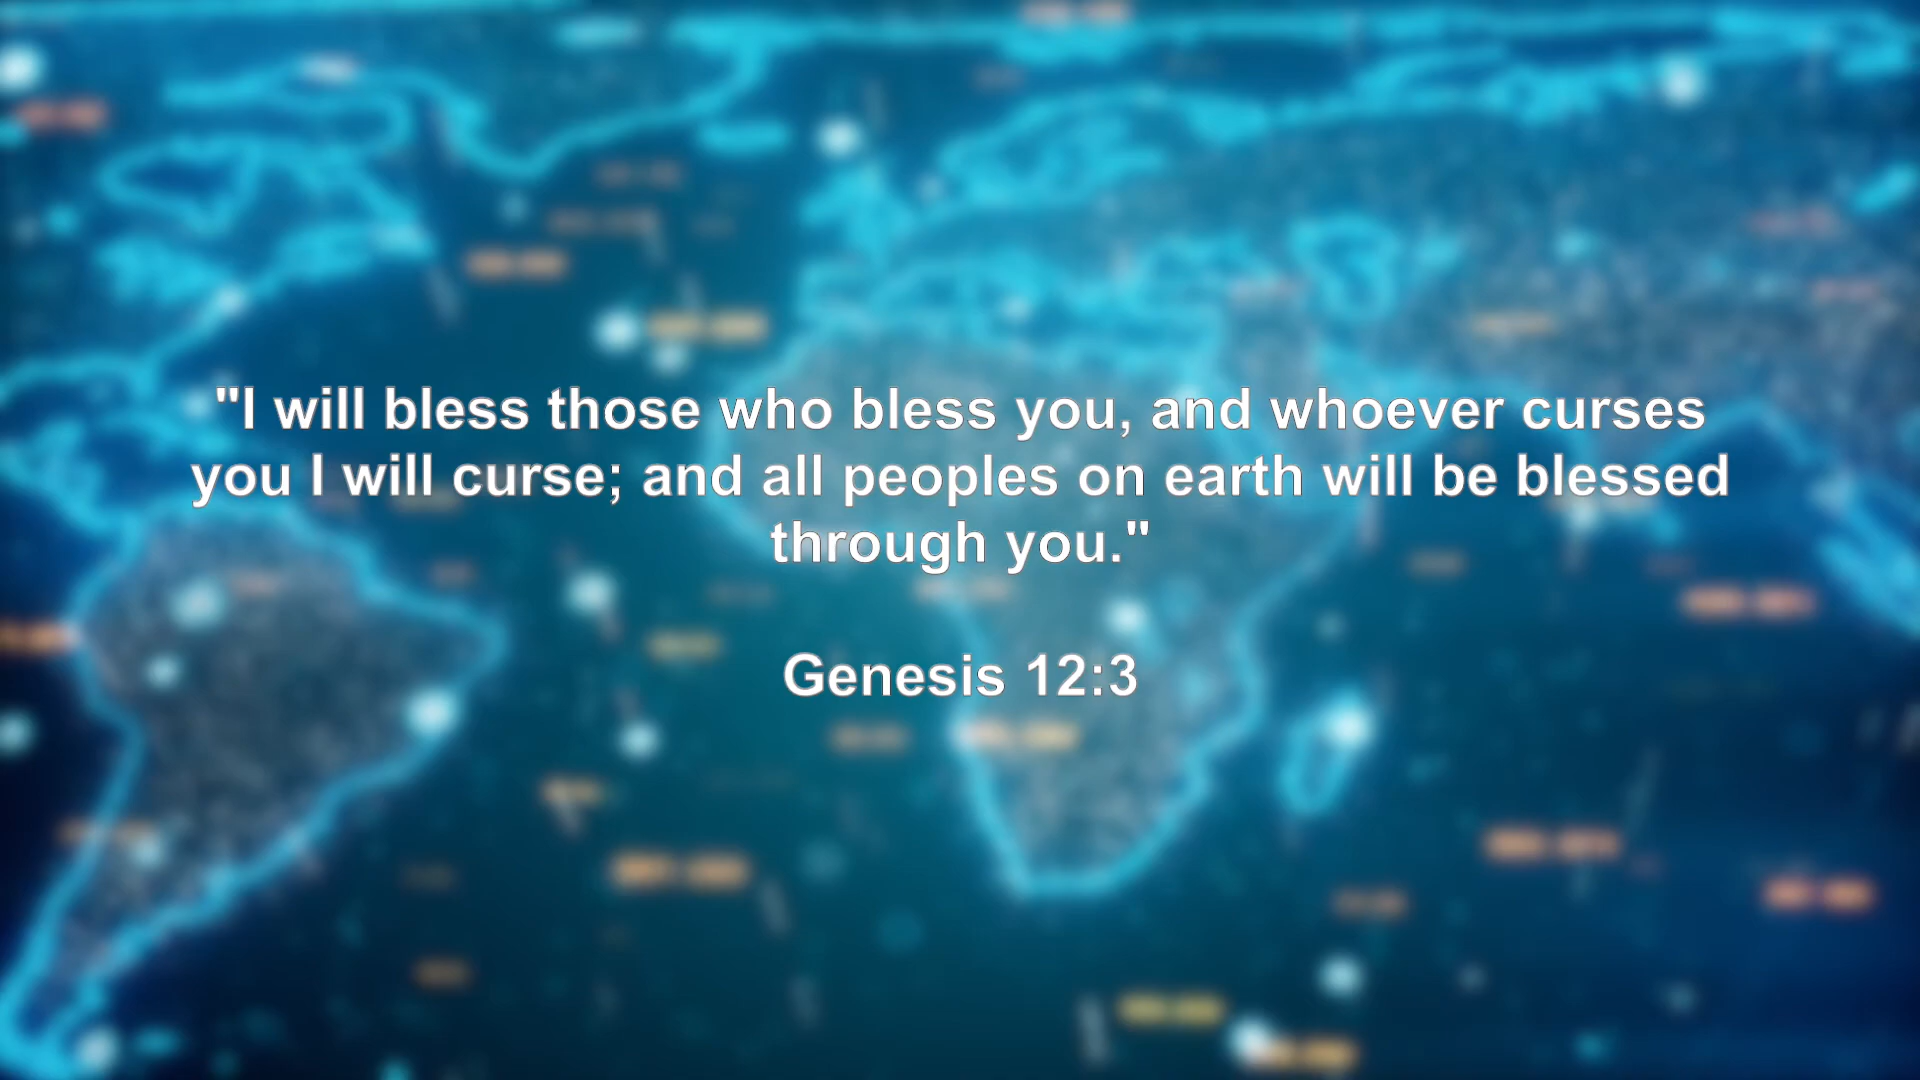 "I will bless those who bless you, and whoever curses
you I will curse; and all peoples on earth will be blessed
through you."
Genesis 12:3